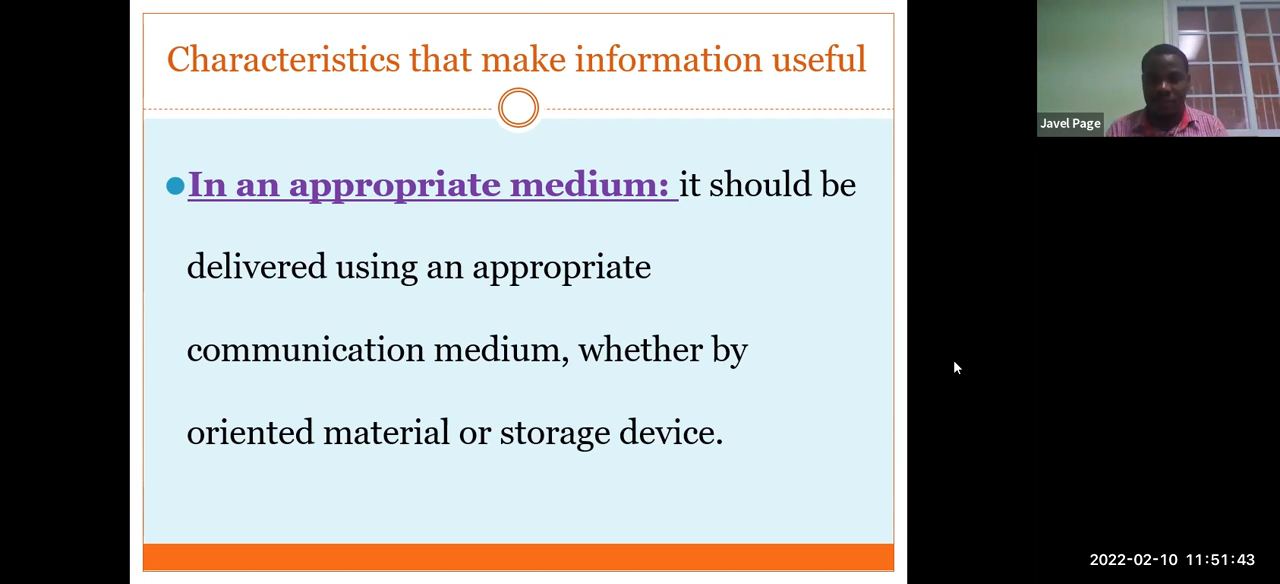 Characteristics that make information useful
In an appropriate medium: it should be
delivered using an appropriate
communication medium, whether by
oriented material or storage device.
Javel Page
2022-02-10 11:51:43